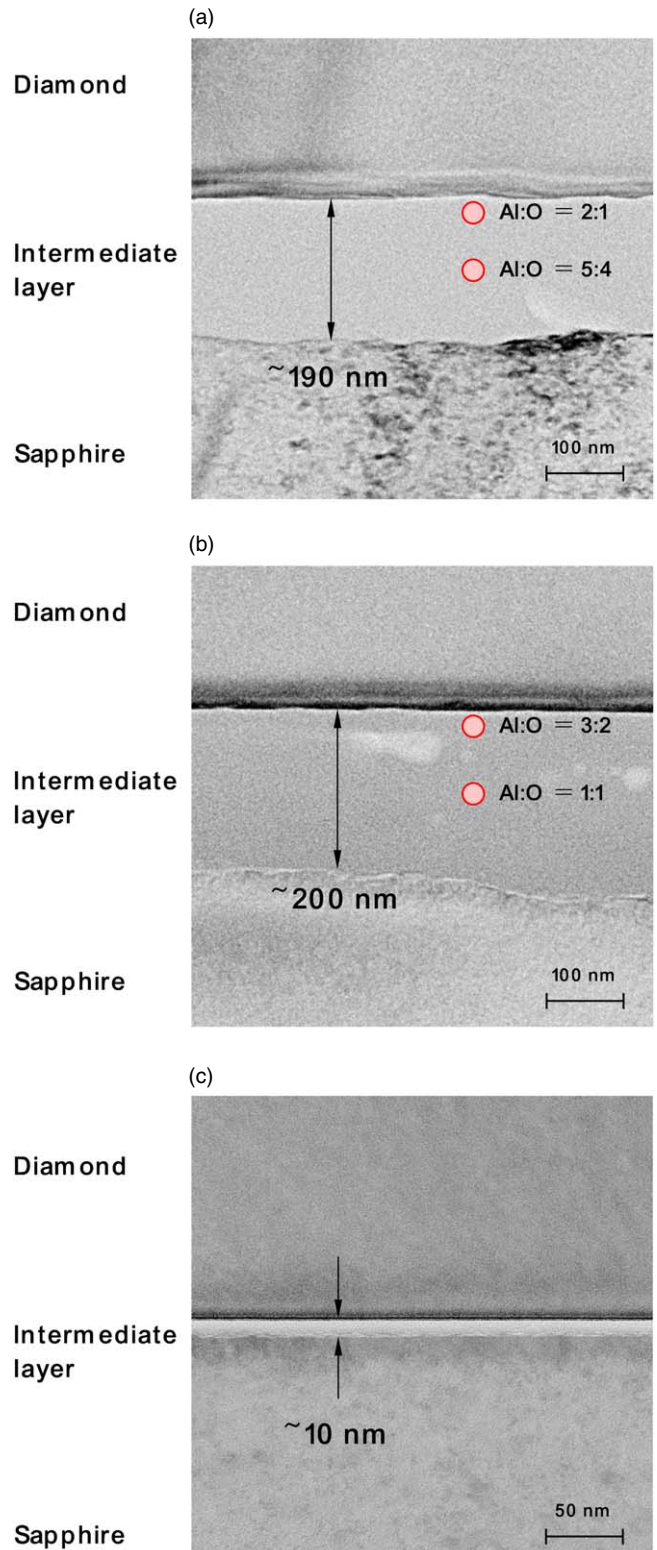 (a)
Diamond
Al:O = 2:1
Intermediate
layer
Al:O = 5:4
~190 nm
Sapphire
100 nm
(b)
Diamond
Al:O = 3:2
Intermediate
layer
Al:O = 1:1
~200 nm
Sapphire
100 nm
(c)
Diamond
Intermediate
layer
~10 nm
50 nm
Sapphire